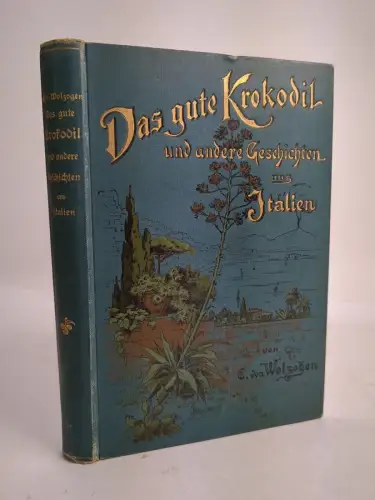 Wolzogen
Das gute
Krokodil
und andere
Geschichten
aus
Italien
Das gute Krokodil
und andere Geschichten
aus
Italien
von
E. von Wolzogen